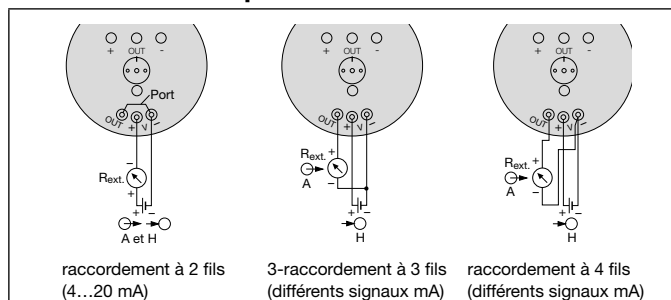 + OUT -
Port
OUT + V -
-
Rext.
+
+ -
A et H
raccordement à 2 fils
(4…20 mA)
+ OUT -
OUT + V -
Rext. +
A
-
+ -
H
3-raccordement à 3 fils
(différents signaux mA)
+ OUT -
OUT + V -
Rext. +
A
-
+ -
H
raccordement à 4 fils
(différents signaux mA)